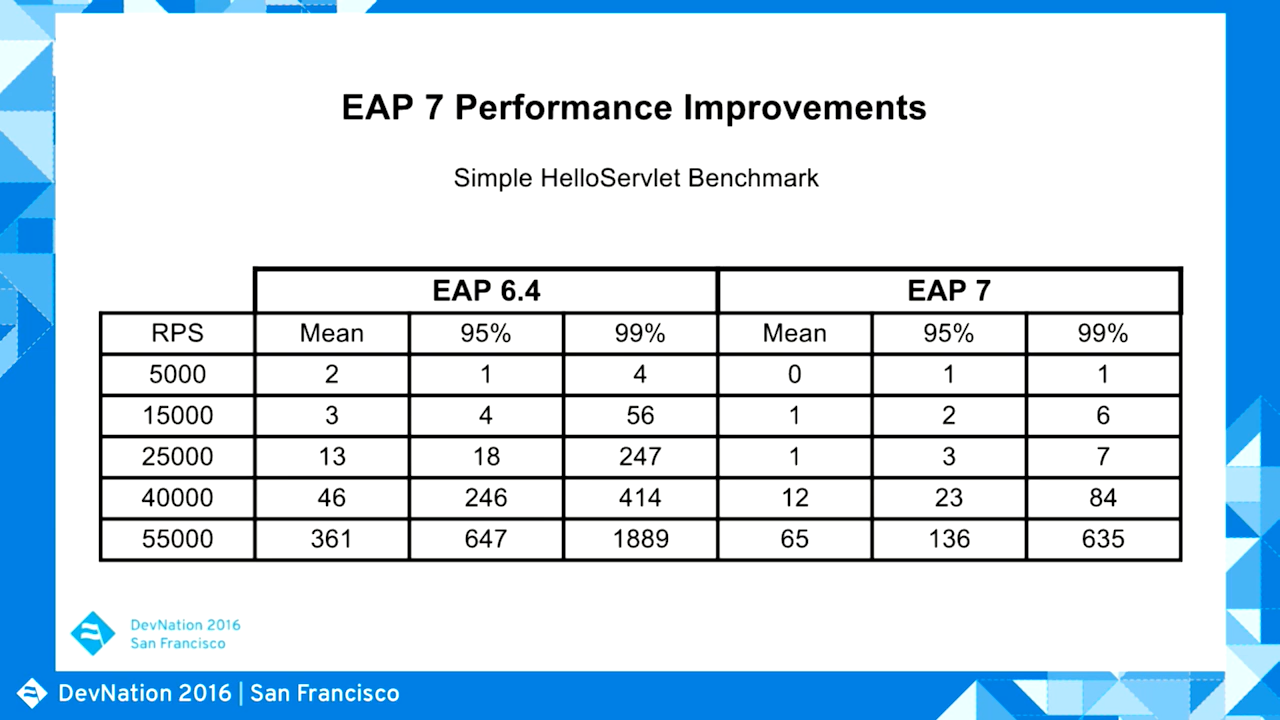 EAP 7 Performance Improvements
Simple HelloServlet Benchmark
EAP 6.4 EAP 7
RPS Mean 95% 99% Mean 95% 99%
5000 2 1 4 0 1 1
15000 3 4 56 1 2 6
25000 13 18 247 1 3 7
40000 46 246 414 12 23 84
55000 361 647 1889 65 136 635
DevNation 2016
San Francisco
DevNation 2016 | San Francisco